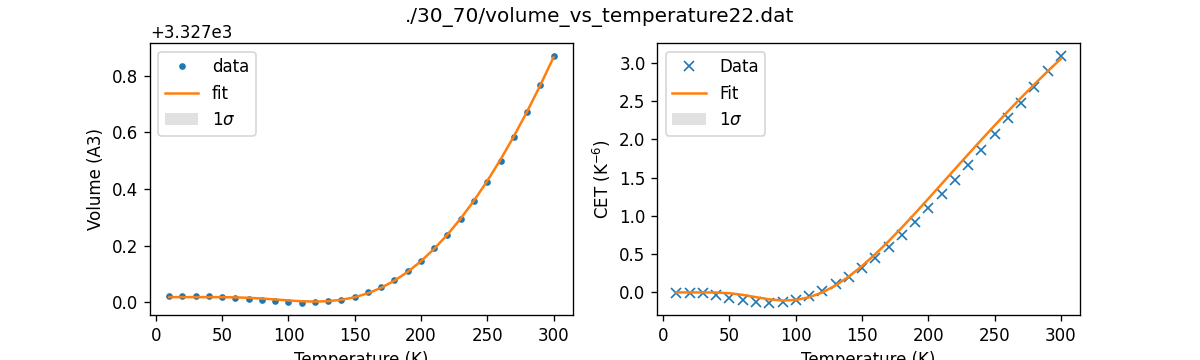 ./30_70/volume_vs_temperature22.dat
+3.327e3
data
fit
1σ
0.8
0.6
0.4
0.2
0.0
Volume (A3)
0 50 100 150 200 250 300
Temperature (K)
Data
Fit
1σ
3.0
2.5
2.0
1.5
1.0
0.5
0.0
CET (K⁻⁶)
0 50 100 150 200 250 300
Temperature (K)